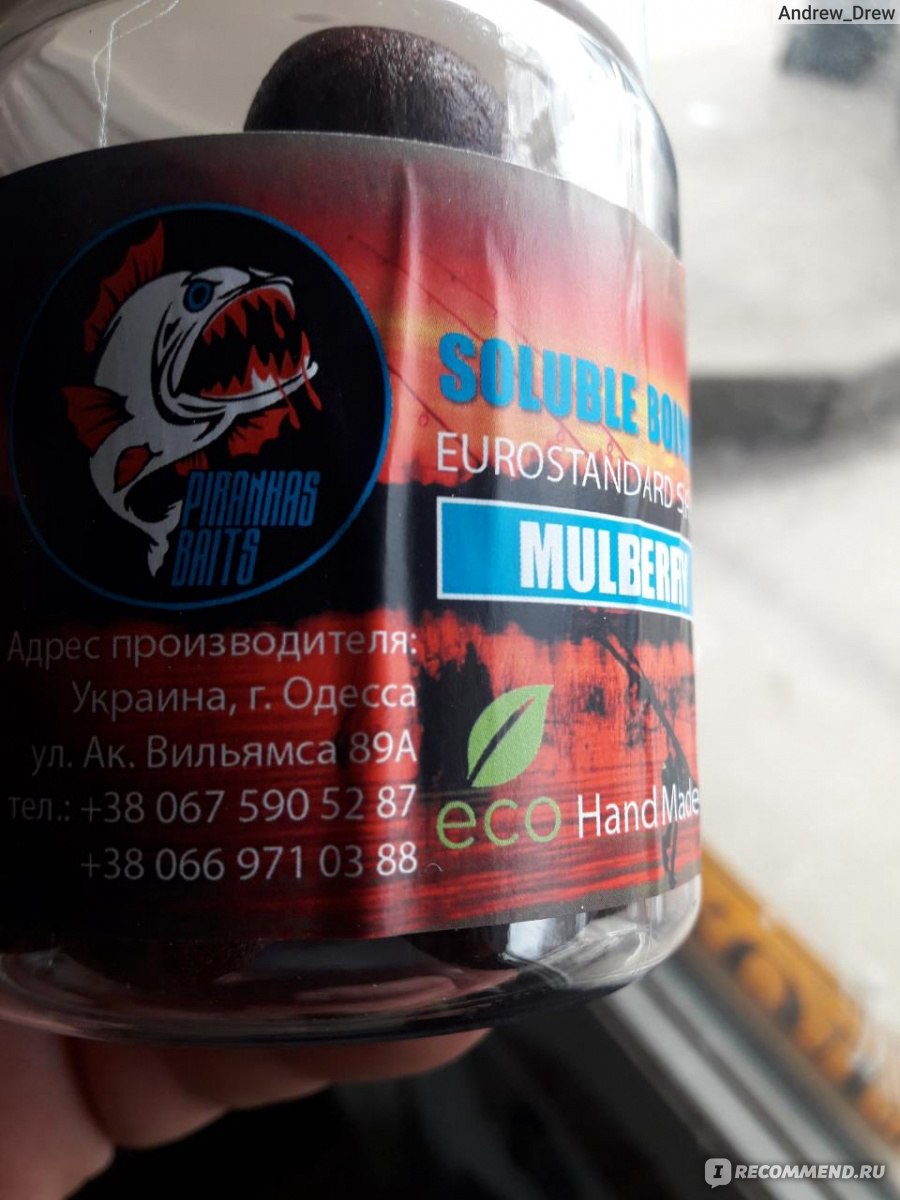 Andrew_Drew
PIRANHAS
BAITS
SOLUBLE
EUROSTANDARD
MULBERRY
Адрес производителя:
Украина, г. Одесса
ул. Ак. Вильямса 89А
тел.: +38 067 590 52 87
+38 066 971 03 88
eco Hand Made
IRECOMMEND.RU